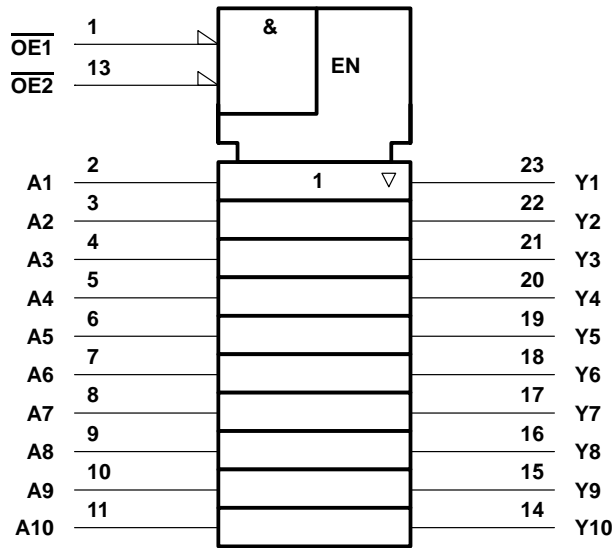 1 &
OE1
13 EN
OE2
2 1 ▽ 23
A1 Y1
3 22
A2 Y2
4 21
A3 Y3
5 20
A4 Y4
6 19
A5 Y5
7 18
A6 Y6
8 17
A7 Y7
9 16
A8 Y8
10 15
A9 Y9
11 14
A10 Y10